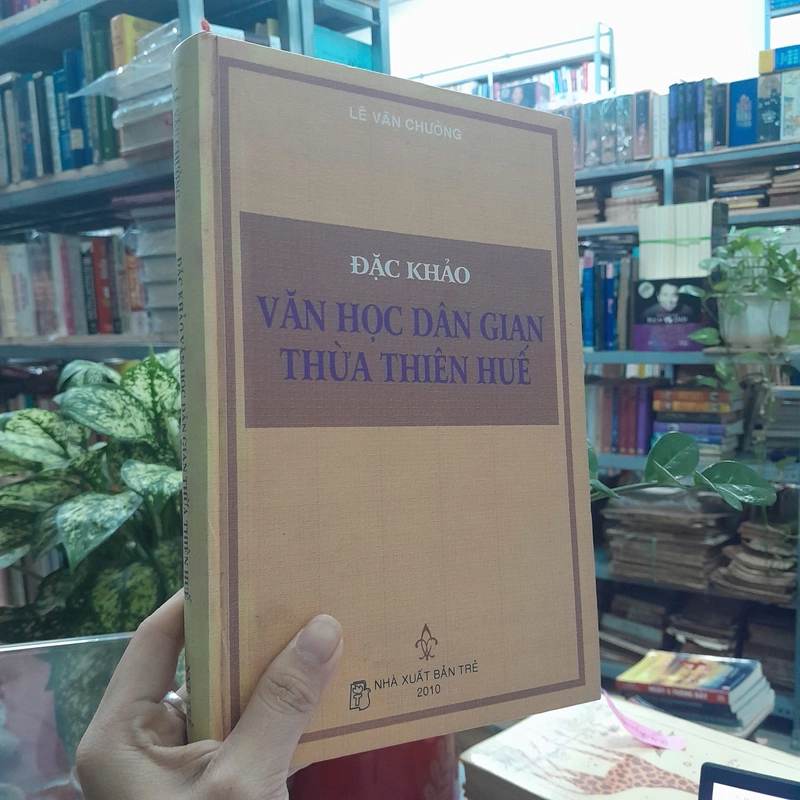 LÊ VĂN CHƯỞNG
ĐẶC KHẢO
VĂN HỌC DÂN GIAN
THỪA THIÊN HUẾ
NHÀ XUẤT BẢN TRẺ
2010
ĐẶC KHẢO VĂN HỌC DÂN GIAN THỪA THIÊN HUẾ